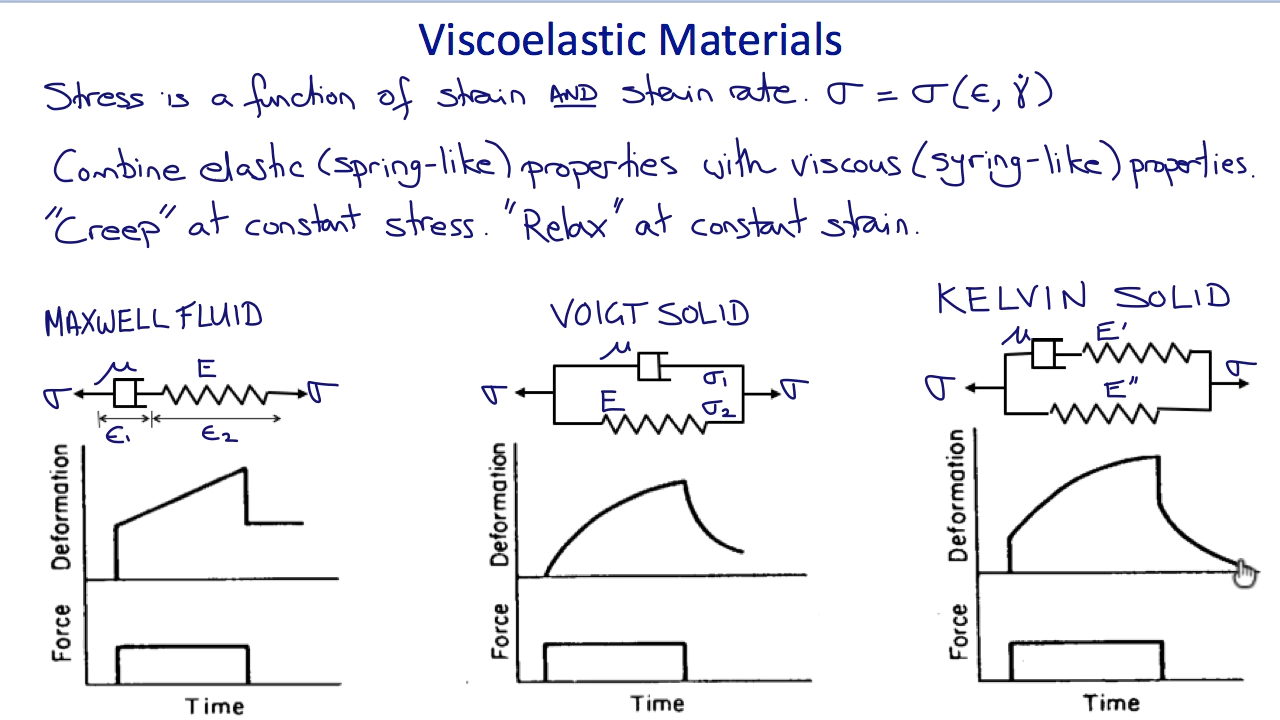 Viscoelastic Materials
Stress is a function of strain AND stain rate. σ = σ(ϵ, γ̇)
Combine elastic (spring-like) properties with viscous (syring-like) properties.
"Creep" at constant stress. "Relax" at constant strain.
MAXWELL FLUID
μ E
σ σ
ϵ₁ ϵ₂
Deformation
Force
Time
VOIGT SOLID
μ
σ σ₁ σ
E σ₂
Deformation
Force
Time
KELVIN SOLID
μ E'
σ σ
E"
Deformation
Force
Time